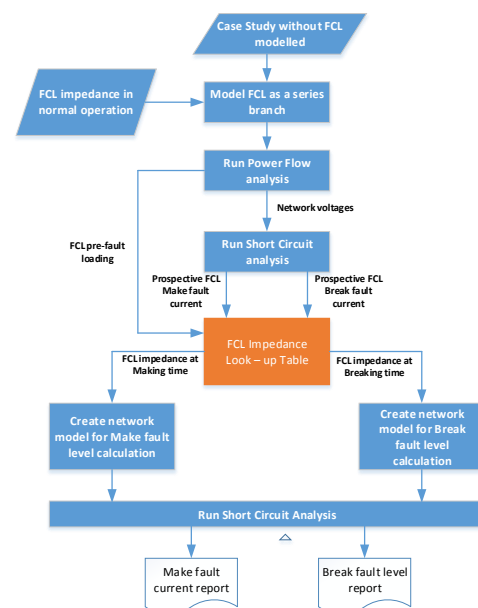 Case Study without FCL
modelled
FCL impedance in
normal operation
Model FCL as a series
branch
Run Power Flow
analysis
Network voltages
FCL pre-fault
loading
Run Short Circuit
analysis
Prospective FCL
Make fault
current
Prospective FCL
Break fault
current
FCL Impedance
Look – up Table
FCL impedance at
Making time
FCL impedance at
Breaking time
Create network
model for Make fault
level calculation
Create network
model for Break
fault level
calculation
Run Short Circuit Analysis
Make fault
current report
Break fault level
report